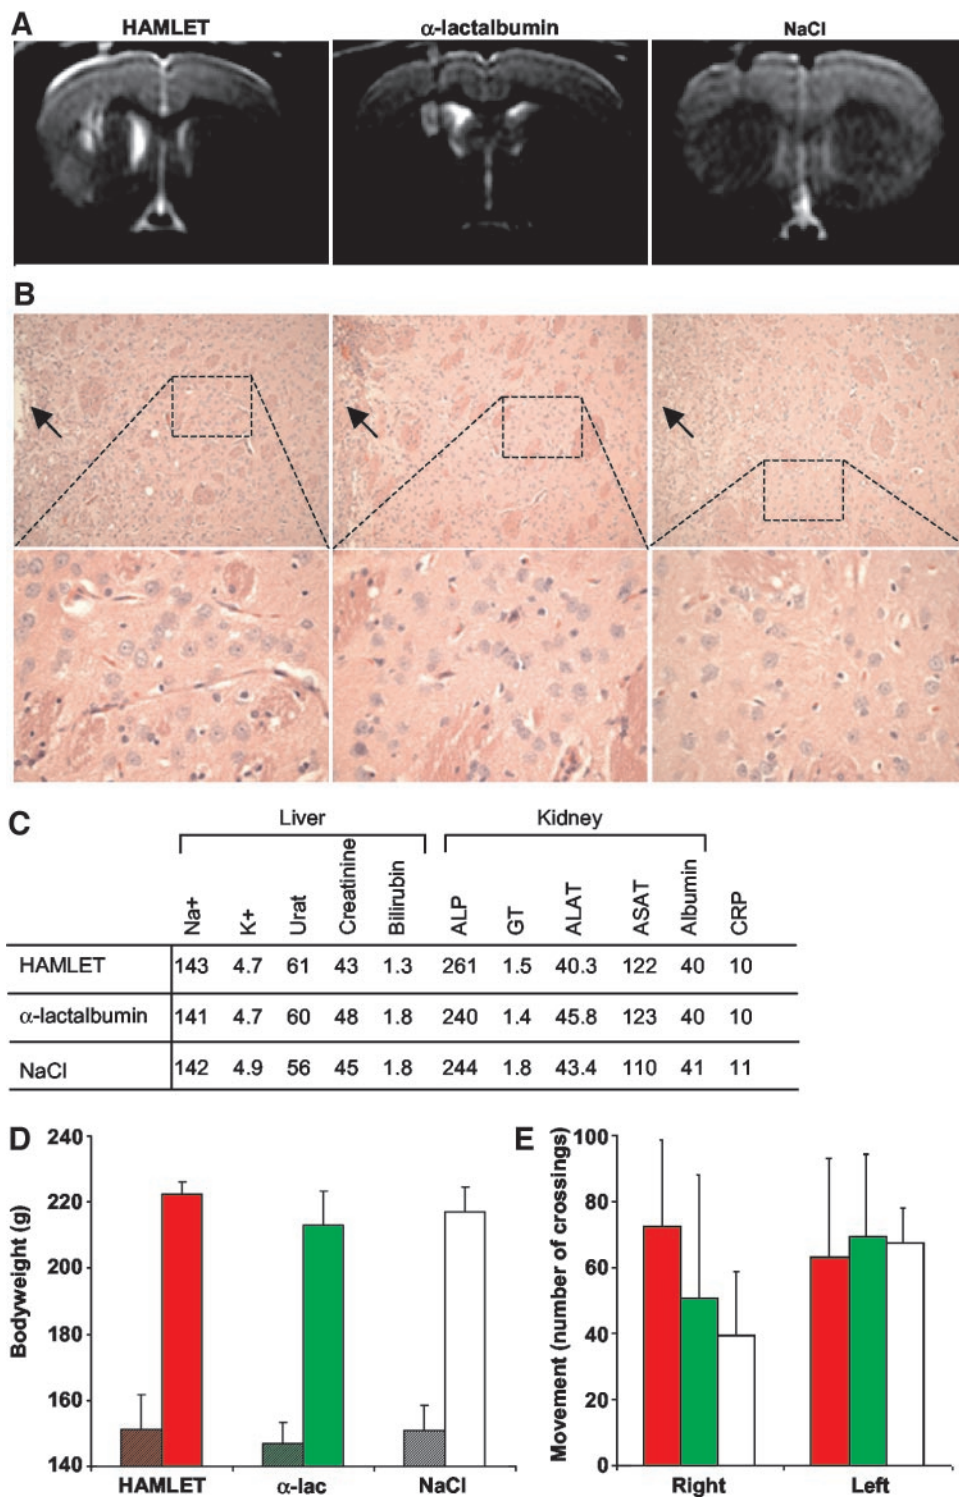 A
HAMLET α-lactalbumin NaCl
B
C
Liver Kidney
Na+ K+ Urat Creatinine Bilirubin ALP GT ALAT ASAT Albumin CRP
HAMLET 143 4.7 61 43 1.3 261 1.5 40.3 122 40 10
α-lactalbumin 141 4.7 60 48 1.8 240 1.4 45.8 123 40 10
NaCl 142 4.9 56 45 1.8 244 1.8 43.4 110 41 11
D
Bodyweight (g)
240
220
200
180
160
140
HAMLET α-lac NaCl
E
Movement (number of crossings)
100
80
60
40
20
0
Right Left